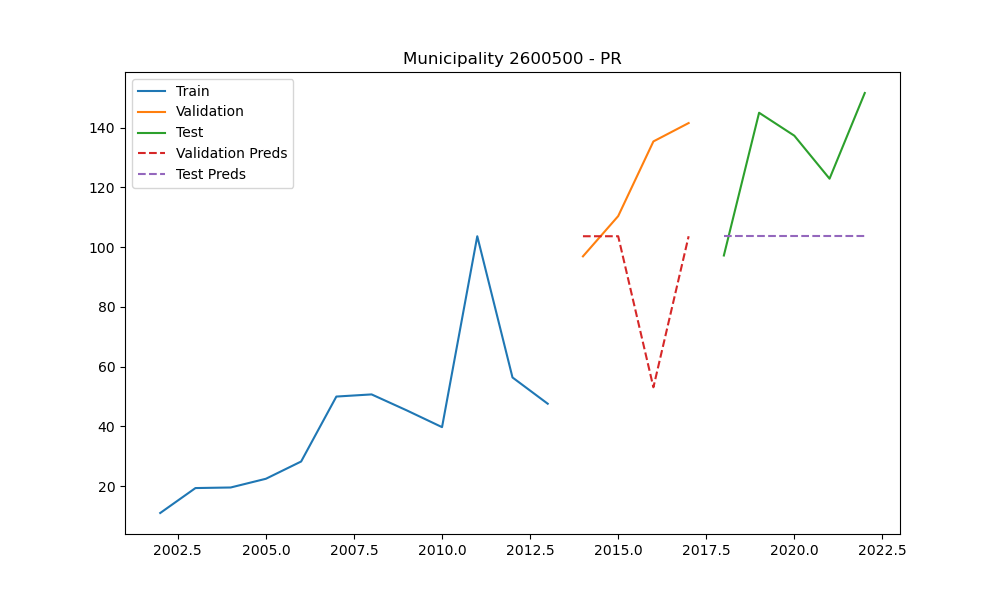 Municipality 2600500 - PR
Train
Validation
Test
Validation Preds
Test Preds
140
120
100
80
60
40
20
2002.5 2005.0 2007.5 2010.0 2012.5 2015.0 2017.5 2020.0 2022.5